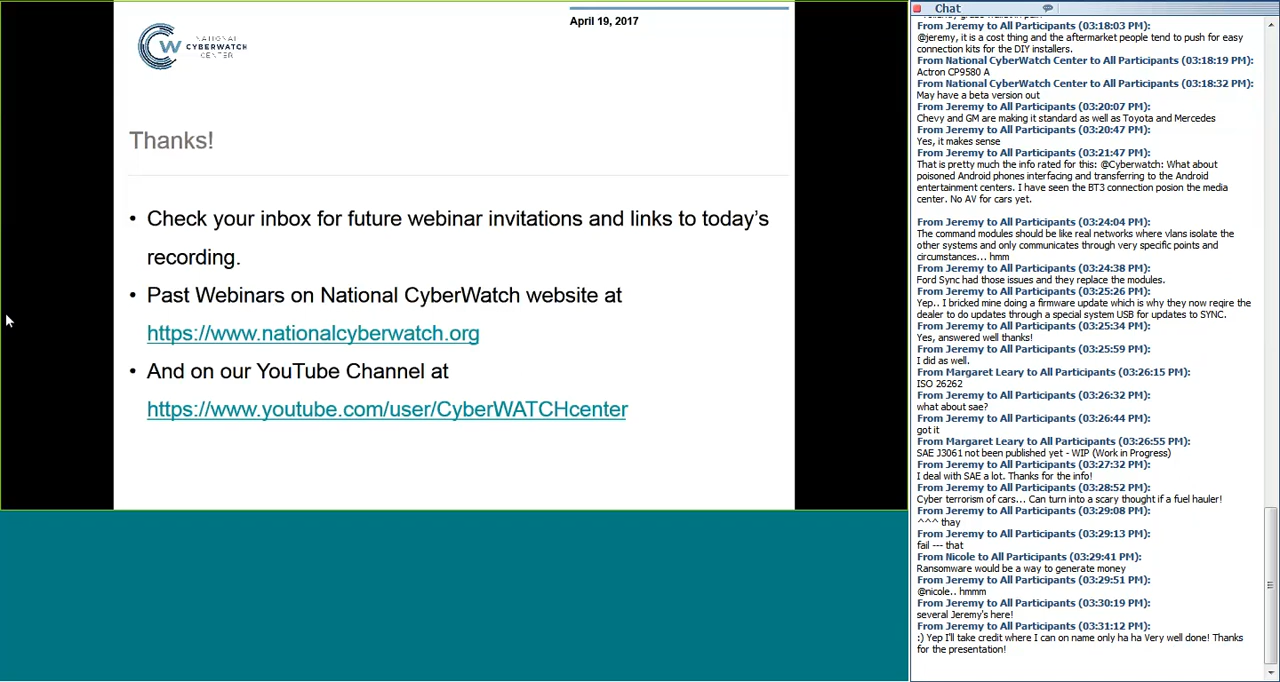 April 19, 2017
NATIONAL
CYBERWATCH
CENTER
Thanks!
• Check your inbox for future webinar invitations and links to today’s
recording.
• Past Webinars on National CyberWatch website at
https://www.nationalcyberwatch.org
• And on our YouTube Channel at
https://www.youtube.com/user/CyberWATCHcenter
Chat
From Jeremy to All Participants (03:18:03 PM):
@jeremy, it is a cost thing and the aftermarket people tend to push for easy
connection kits for the DIY installers.
From National CyberWatch Center to All Participants (03:18:19 PM):
Actron CP9580 A
From National CyberWatch Center to All Participants (03:18:32 PM):
May have a beta version out
From Jeremy to All Participants (03:20:07 PM):
Chevy and GM are making it standard as well as Toyota and Mercedes
From Jeremy to All Participants (03:20:47 PM):
Yes, it makes sense
From Jeremy to All Participants (03:21:47 PM):
That is pretty much the info rated for this: @Cyberwatch: What about
poisoned Android phones interfacing and transferring to the Android
entertainment centers. I have seen the BT3 connection posion the media
center. No AV for cars yet.
From Jeremy to All Participants (03:24:04 PM):
The command modules should be like real networks where vlans isolate the
other systems and only communicates through very specific points and
circumstances... hmm
From Jeremy to All Participants (03:24:38 PM):
Ford Sync had those issues and they replace the modules.
From Jeremy to All Participants (03:25:26 PM):
Yep.. I bricked mine doing a firmware update which is why they now reqire the
dealer to do updates through a special system USB for updates to SYNC.
From Jeremy to All Participants (03:25:34 PM):
Yes, answered well thanks!
From Jeremy to All Participants (03:25:59 PM):
I did as well.
From Margaret Leary to All Participants (03:26:15 PM):
ISO 26262
From Jeremy to All Participants (03:26:32 PM):
what about sae?
From Jeremy to All Participants (03:26:44 PM):
got it
From Margaret Leary to All Participants (03:26:55 PM):
SAE J3061 not been published yet - WIP (Work in Progress)
From Jeremy to All Participants (03:27:32 PM):
I deal with SAE a lot. Thanks for the info!
From Jeremy to All Participants (03:28:52 PM):
Cyber terrorism of cars... Can turn into a scary thought if a fuel hauler!
From Jeremy to All Participants (03:29:08 PM):
^^^ thay
From Jeremy to All Participants (03:29:13 PM):
fail --- that
From Nicole to All Participants (03:29:41 PM):
Ransomware would be a way to generate money
From Jeremy to All Participants (03:29:51 PM):
@nicole.. hmmm
From Jeremy to All Participants (03:30:19 PM):
several Jeremy's here!
From Jeremy to All Participants (03:31:12 PM):
:) Yep I'll take credit where I can on name only ha ha Very well done! Thanks
for the presentation!